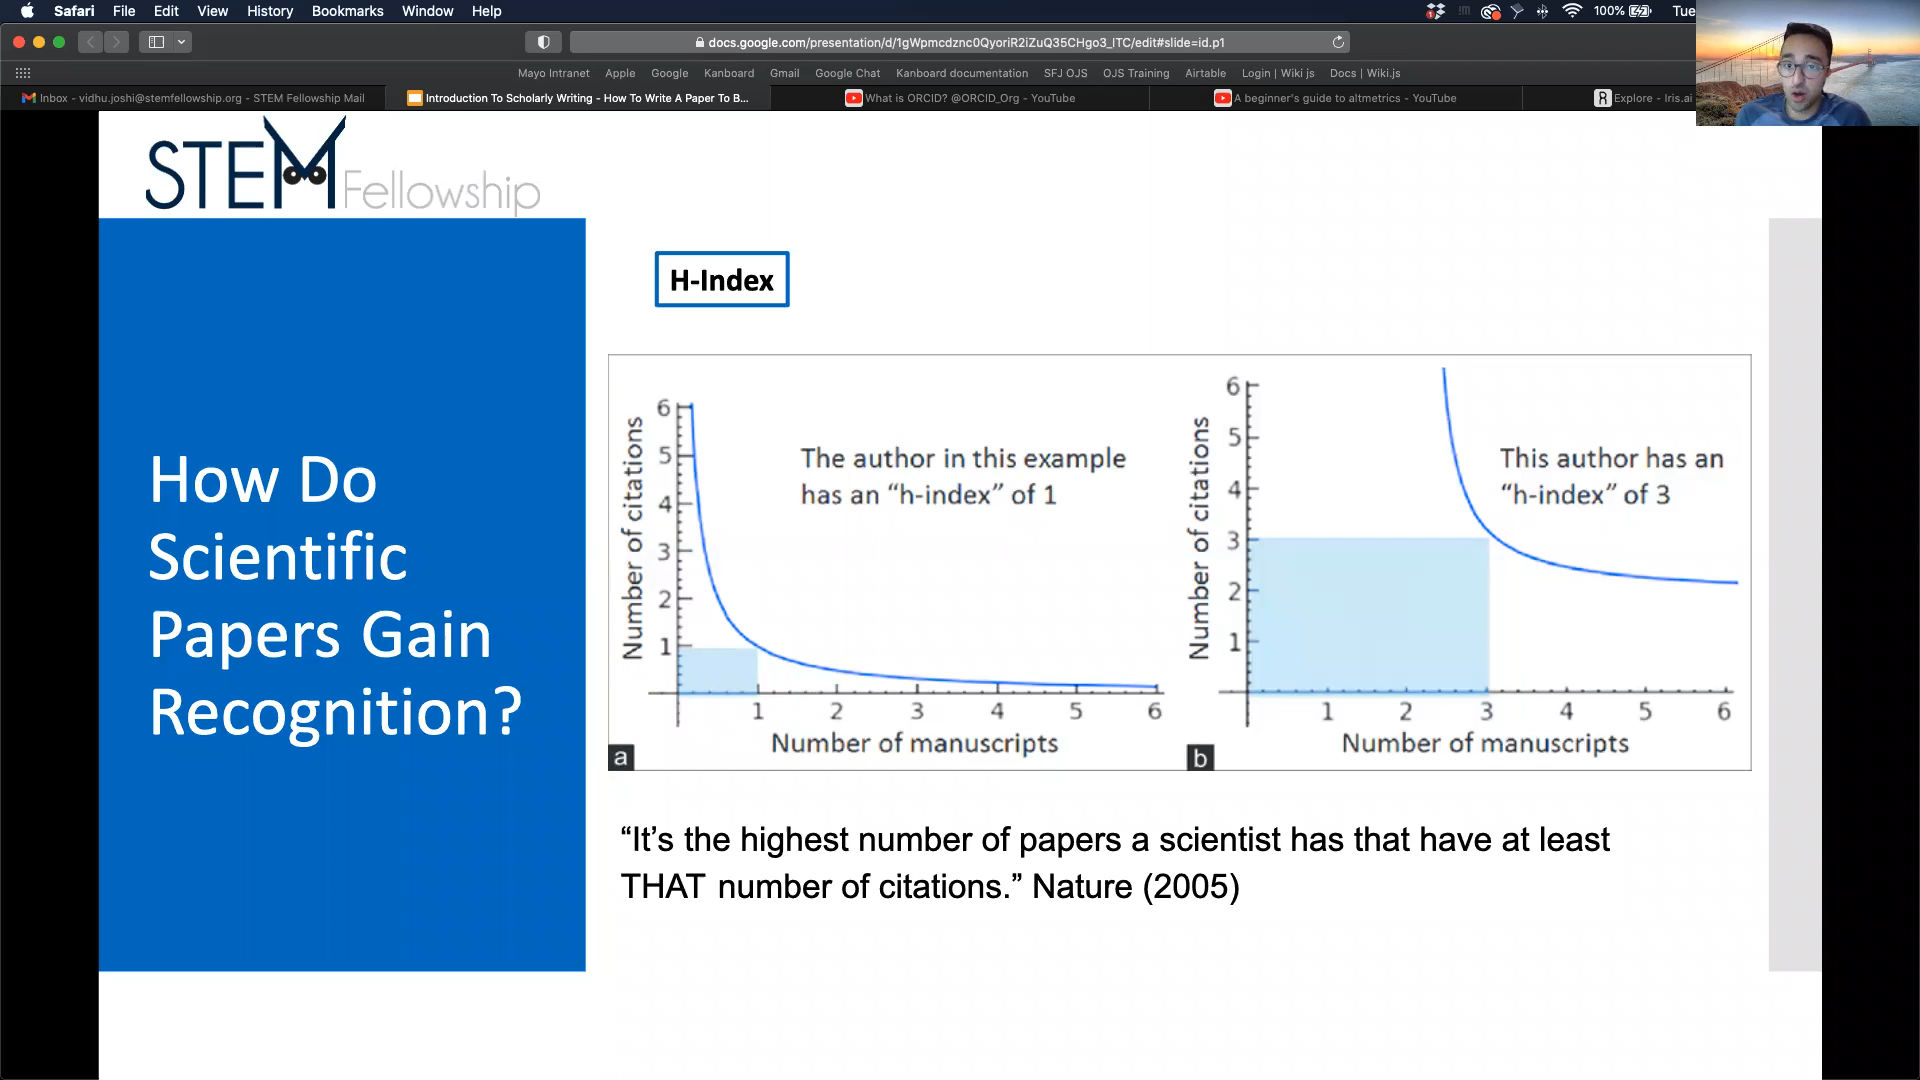 Safari File Edit View History Bookmarks Window Help
100%
Tue
docs.google.com/presentation/d/1gWpmcdznc0QyoriR2iZuQ35CHgo3_lTC/edit#slide=id.p1
Mayo Intranet Apple Google Kanboard Gmail Google Chat Kanboard documentation SFJ OJS OJS Training Airtable Login | Wiki js Docs | Wiki.js
Inbox - vidhu.joshi@stemfellowship.org - STEM Fellowship Mail
Introduction To Scholarly Writing - How To Write A Paper To B...
What is ORCID? @ORCID_Org - YouTube
A beginner's guide to altmetrics - YouTube
R Explore - Iris.ai
STEM Fellowship
How Do
Scientific
Papers Gain
Recognition?
H-Index
Number of citations
6
5
4
3
2
1
The author in this example
has an “h-index” of 1
1 2 3 4 5 6
Number of manuscripts
a
Number of citations
6
5
4
3
2
1
This author has an
“h-index” of 3
1 2 3 4 5 6
Number of manuscripts
b
“It’s the highest number of papers a scientist has that have at least
THAT number of citations.” Nature (2005)